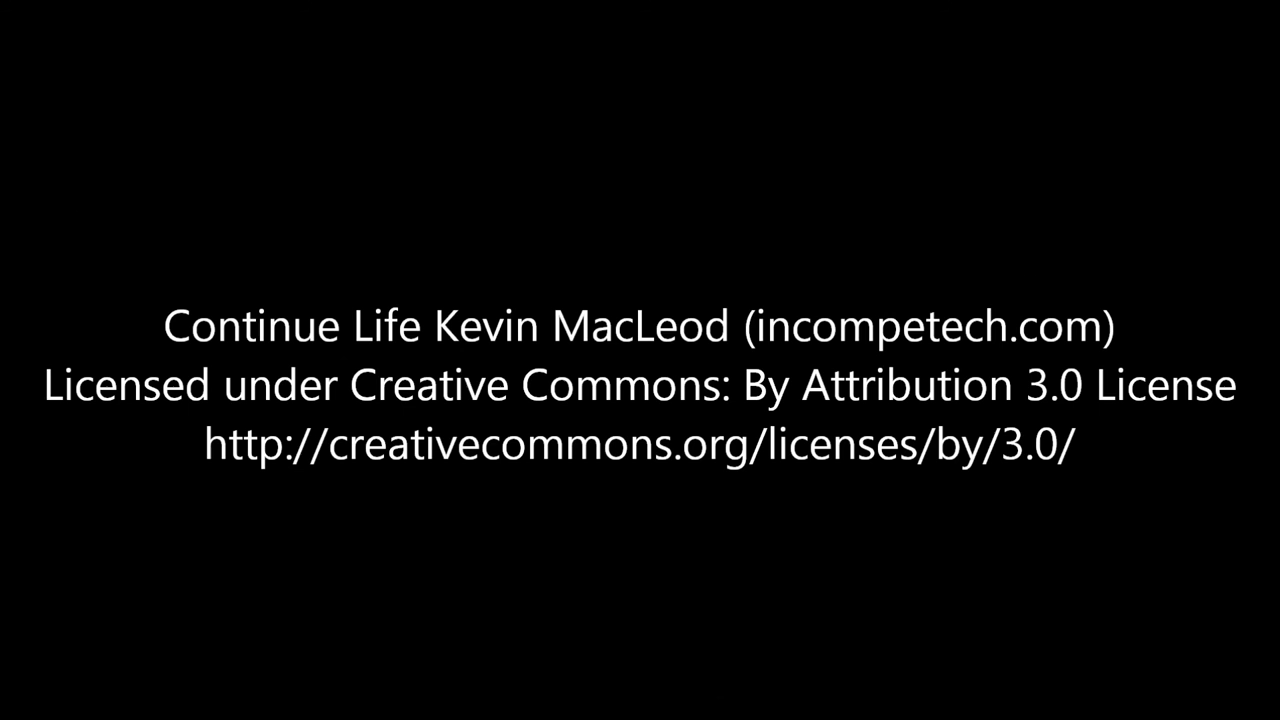 Continue Life Kevin MacLeod (incompetech.com)
Licensed under Creative Commons: By Attribution 3.0 License
http://creativecommons.org/licenses/by/3.0/